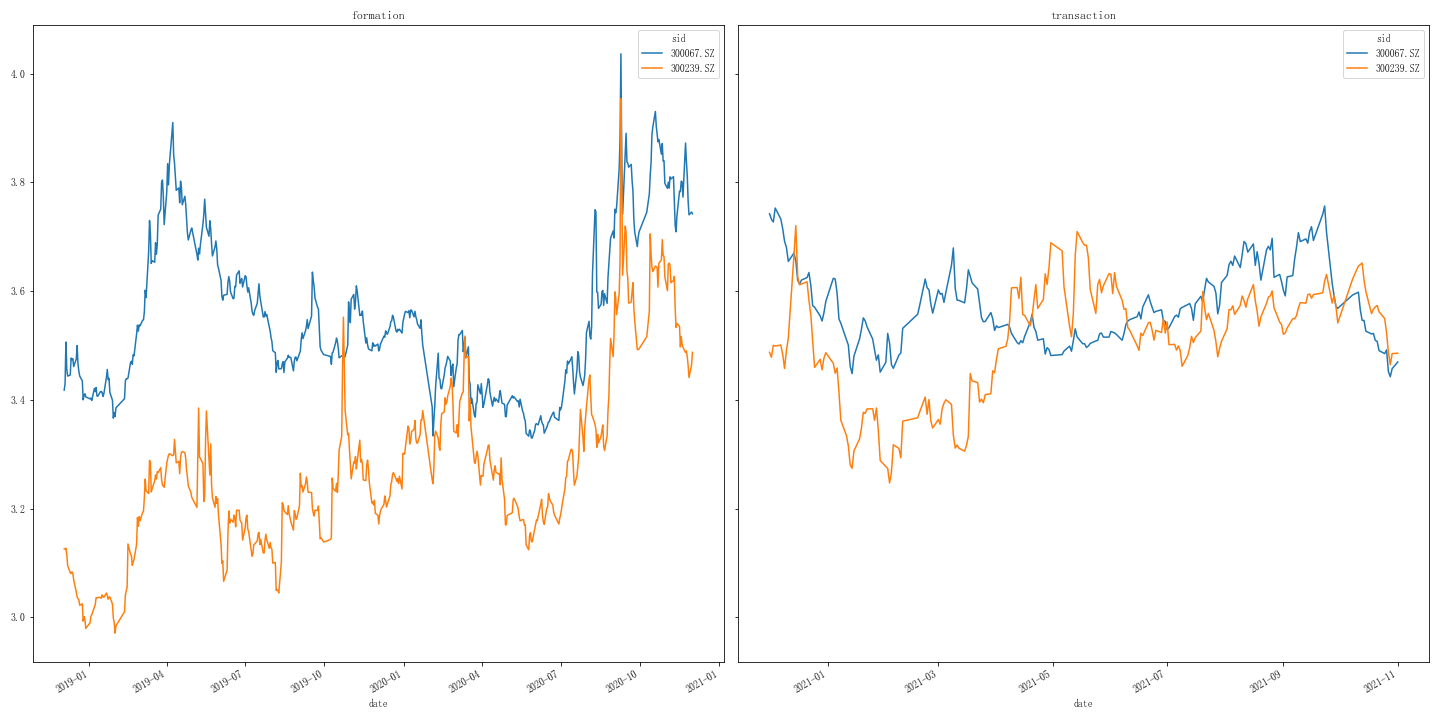 formation
sid
300067.SZ
300239.SZ
4.0
3.8
3.6
3.4
3.2
3.0
2019-01
2019-04
2019-07
2019-10
2020-01
2020-04
2020-07
2020-10
2021-01
date
transaction
sid
300067.SZ
300239.SZ
2021-01
2021-03
2021-05
2021-07
2021-09
2021-11
date